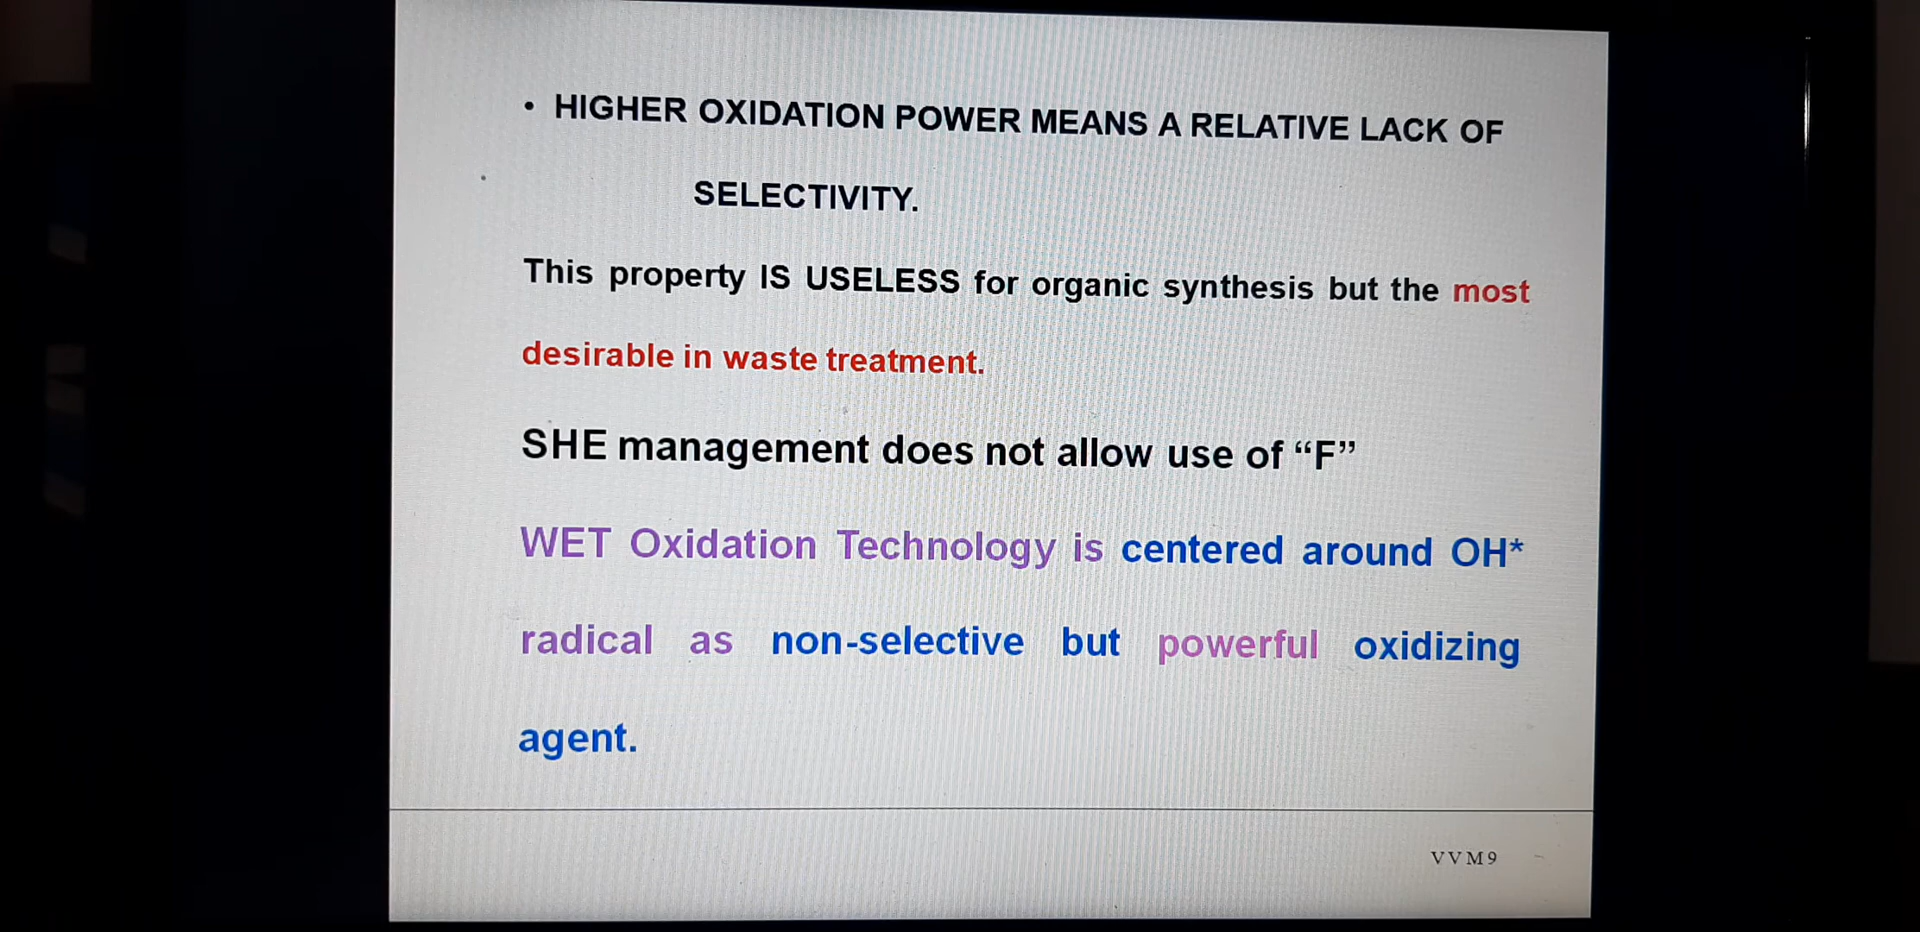 • HIGHER OXIDATION POWER MEANS A RELATIVE LACK OF
SELECTIVITY.
This property IS USELESS for organic synthesis but the most
desirable in waste treatment.
SHE management does not allow use of “F”
WET Oxidation Technology is centered around OH*
radical as non-selective but powerful oxidizing
agent.
VVM9